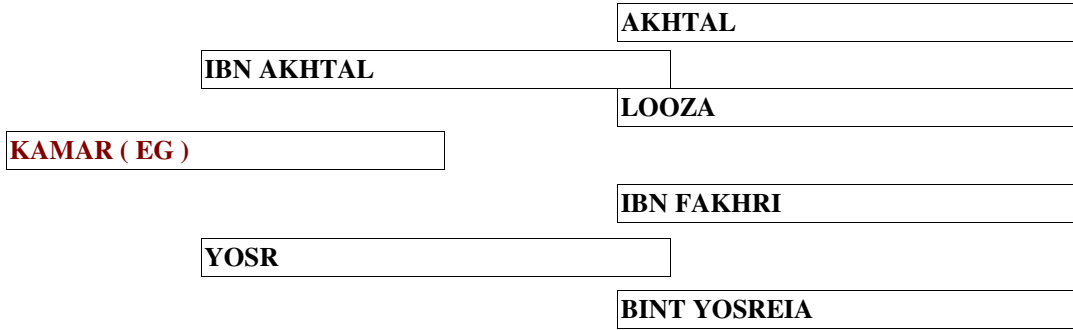 AKHTAL
IBN AKHTAL
LOOZA
KAMAR ( EG )
IBN FAKHRI
YOSR
BINT YOSREIA